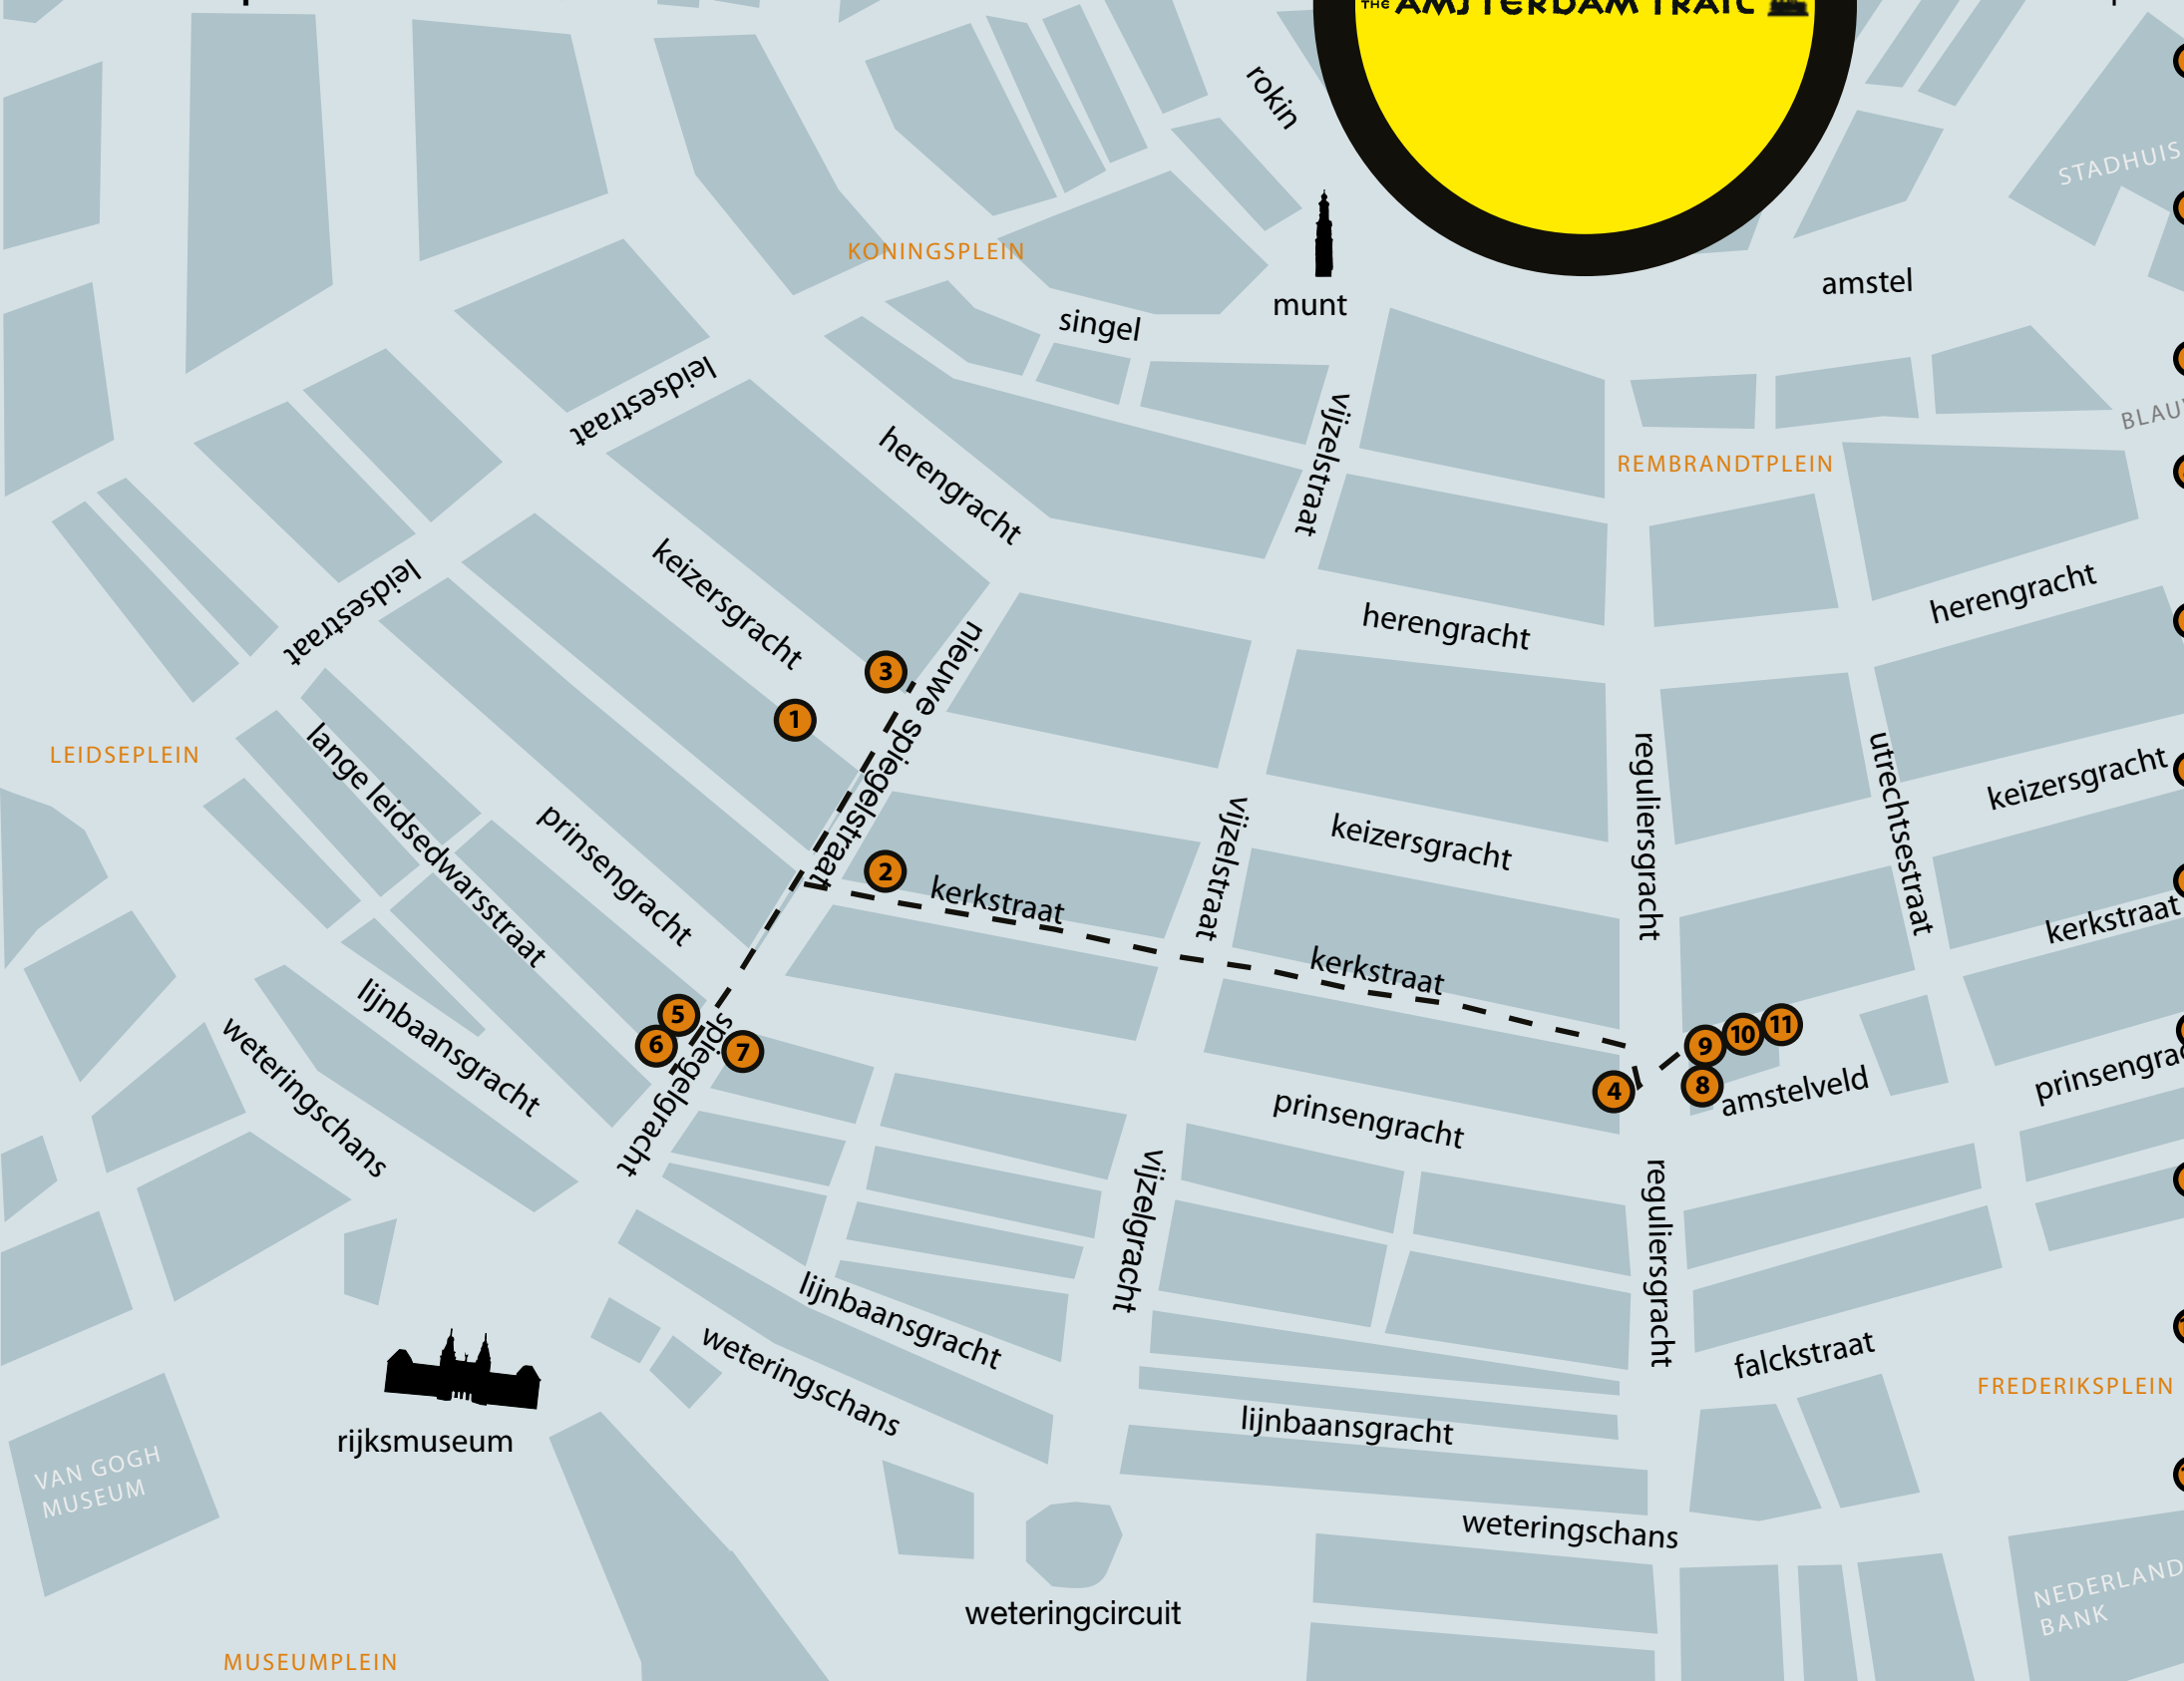 THE AMSTERDAM TRAIL
rokin
STADHUIS
KONINGSPLEIN
munt
amstel
singel
leidsestraat
vijzelstraat
herengracht
REMBRANDTPLEIN
keizersgracht
leidsestraat
herengracht
herengracht
nieuwe spiegelstraat
3
1
LEIDSEPLEIN
lange leidsedwarsstraat
reguliersgracht
utrechtsestraat
keizersgracht
vijzelstraat
keizersgracht
prinsengracht
2
kerkstraat
kerkstraat
kerkstraat
lijnbaansgracht
weteringschans
5
6
7
spiegelgracht
9
10
11
4
8
amstelveld
prinsengracht
vijzelgracht
reguliersgracht
lijnbaansgracht
weteringschans
falckstraat
FREDERIKSPLEIN
rijksmuseum
VAN GOGH
MUSEUM
lijnbaansgracht
weteringschans
weteringcircuit
NEDERLAND
BANK
MUSEUMPLEIN